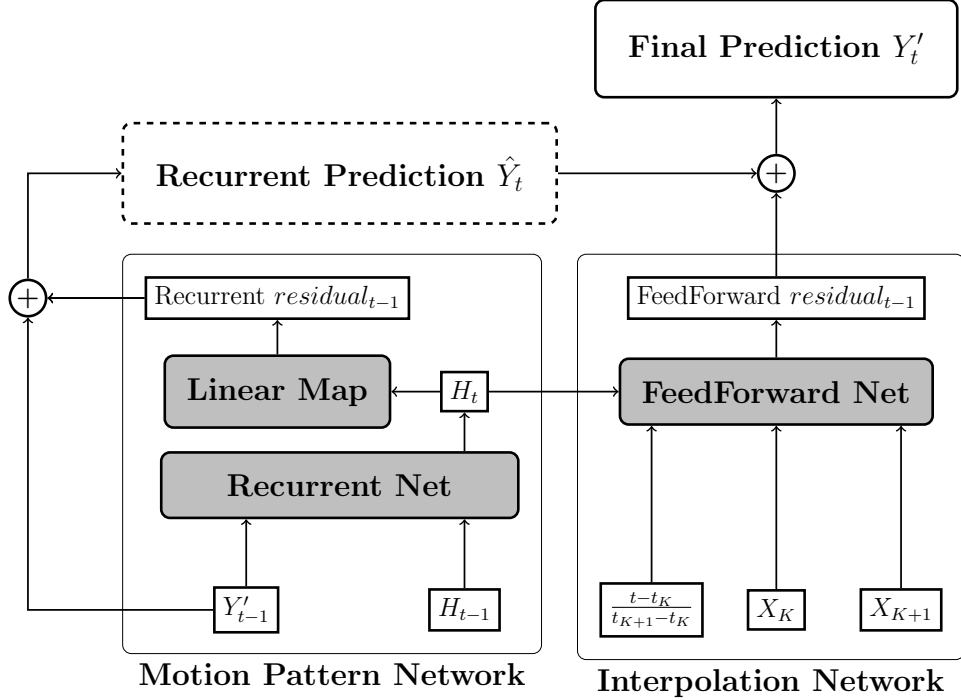 Final Prediction Y′_t
Recurrent Prediction Ŷ_t
+
+
Recurrent residual_{t−1}
FeedForward residual_{t−1}
Linear Map
H_t
FeedForward Net
Recurrent Net
Y′_{t−1}
H_{t−1}
\frac{t−t_K}{t_{K+1}−t_K}
X_K
X_{K+1}
Motion Pattern Network
Interpolation Network